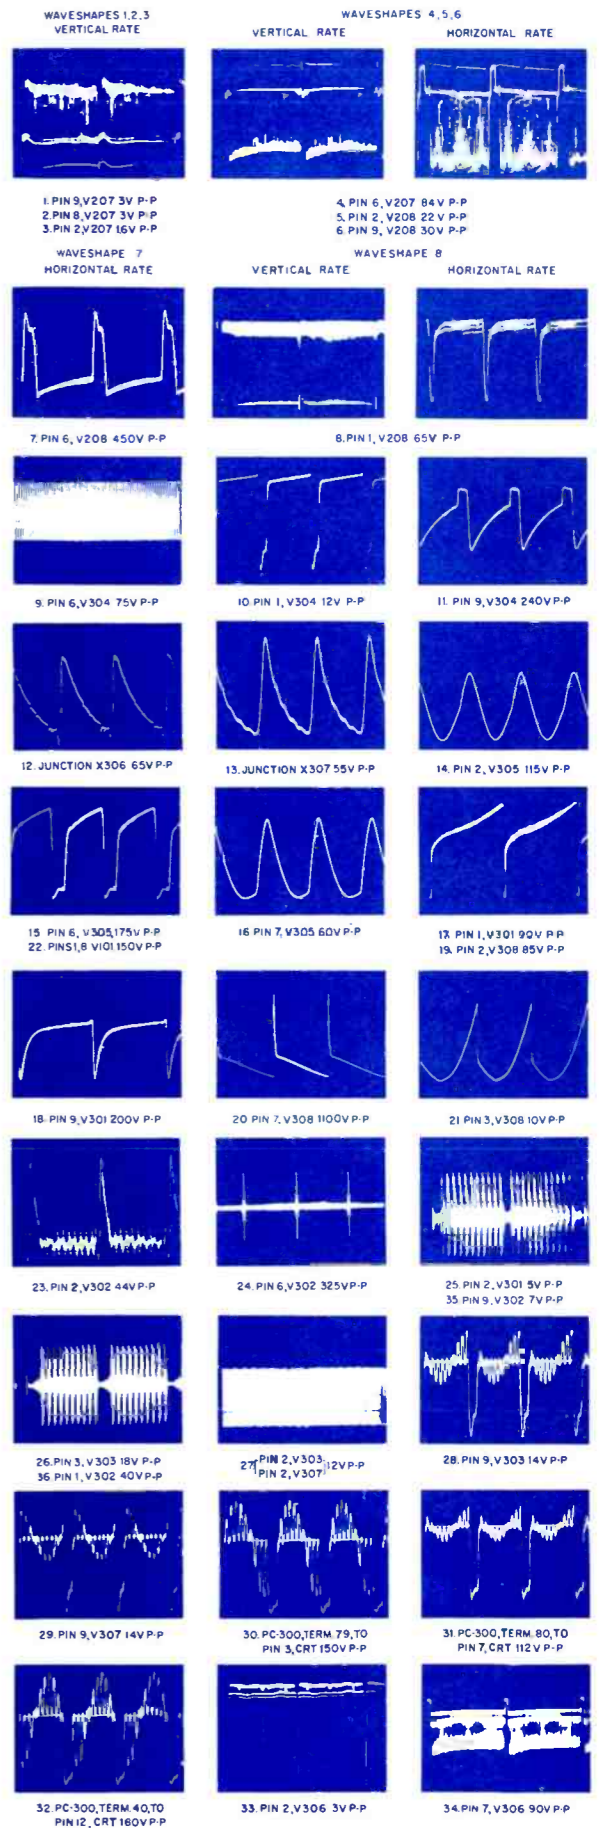 WAVESHAPES 1,2,3
VERTICAL RATE
WAVESHAPES 4,5,6
VERTICAL RATE
HORIZONTAL RATE
1. PIN 9, V207 3V P-P
2. PIN 8, V207 3V P-P
3. PIN 2, V207 1.6V P-P
4. PIN 6, V207 84V P-P
5. PIN 2, V208 22V P-P
6. PIN 9, V208 30V P-P
WAVESHAPE 7
HORIZONTAL RATE
WAVESHAPE 8
VERTICAL RATE
HORIZONTAL RATE
7. PIN 6, V208 450V P-P
8. PIN 1, V208 65V P-P
9. PIN 6, V304 75V P-P
10. PIN 1, V304 12V P-P
11. PIN 9, V304 240V P-P
12. JUNCTION X306 65V P-P
13. JUNCTION X307 55V P-P
14. PIN 2, V305 115V P-P
15 PIN 6, V305, 175V P-P
22. PINS 1,8 V101 150V P-P
16 PIN 7, V305 60V P-P
17. PIN 1, V301 90V P-P
19. PIN 2, V308 85V P-P
18. PIN 9, V301 200V P-P
20 PIN 7, V308 1100V P-P
21 PIN 3, V308 10V P-P
23. PIN 2, V302 44V P-P
24. PIN 6, V302 325V P-P
25. PIN 2, V301 5V P-P
35. PIN 9, V302 7V P-P
26. PIN 3, V303 18V P-P
36. PIN 1, V302 40V P-P
27. PIN 2, V303 12V P-P
PIN 2, V307
28. PIN 9, V303 14V P-P
29. PIN 9, V307 14V P-P
30. PC-300, TERM. 79, TO
PIN 3, CRT 150V P-P
31. PC-300, TERM. 80, TO
PIN 7, CRT 112V P-P
32. PC-300, TERM. 40, TO
PIN 12, CRT 160V P-P
33. PIN 2, V306 3V P-P
34. PIN 7, V306 90V P-P